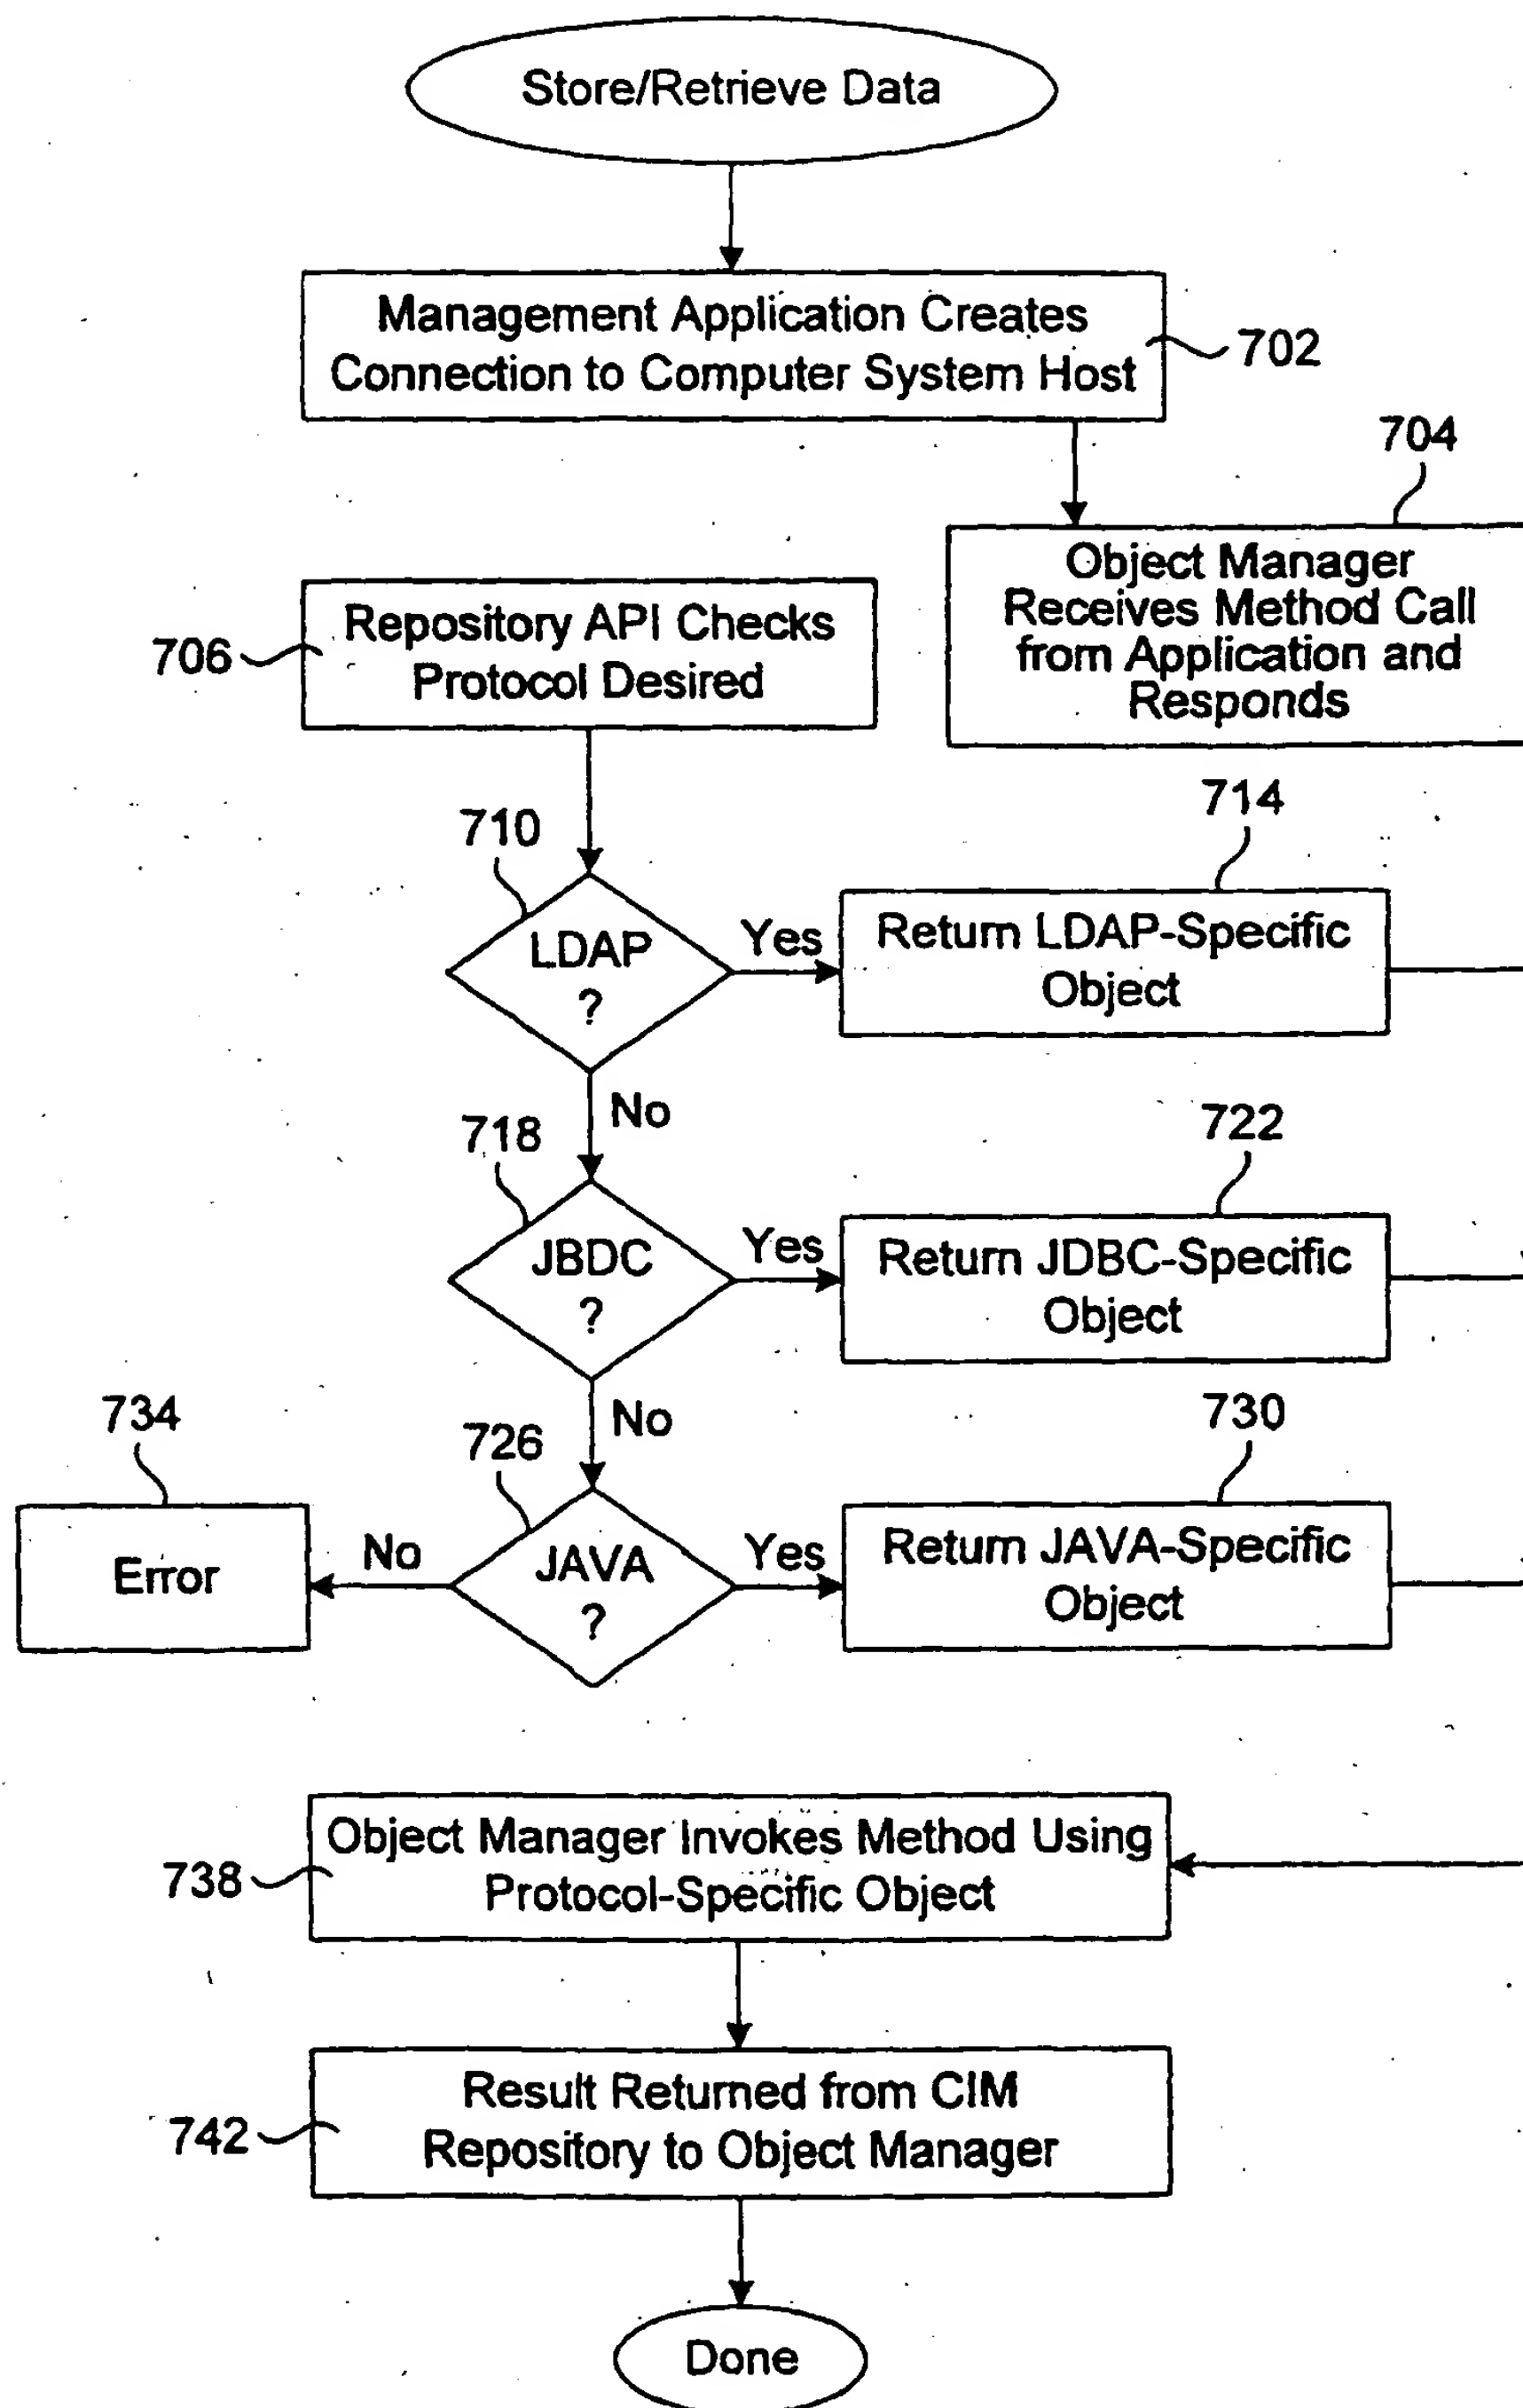 Store/Retrieve Data
Management Application Creates
Connection to Computer System Host
702
704
Object Manager
Receives Method Call
from Application and
Responds
706
Repository API Checks
Protocol Desired
710
LDAP
?
Yes
714
Return LDAP-Specific
Object
No
718
JBDC
?
Yes
722
Return JDBC-Specific
Object
No
726
JAVA
?
Yes
730
Return JAVA-Specific
Object
No
734
Error
738
Object Manager Invokes Method Using
Protocol-Specific Object
742
Result Returned from CIM
Repository to Object Manager
Done